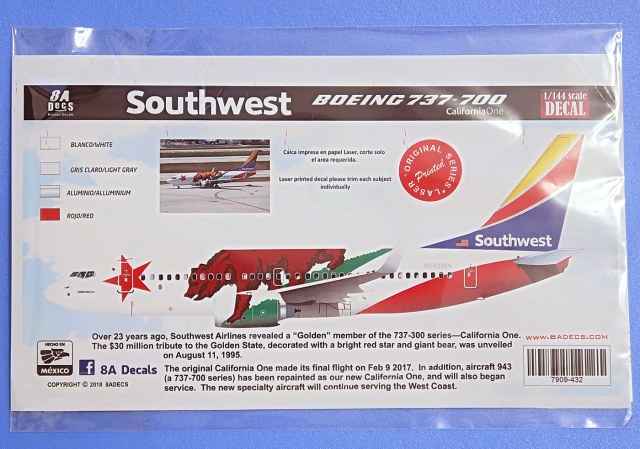 8A
Decs
Southwest
BOEING 737-700
CaliforniaOne
1/144 scale
DECAL
BLANCO/WHITE
GRIS CLARO/LIGHT GRAY
ALUMINIO/ALLUMINIUM
ROJO/RED
Calca impresa en papel Laser, corte solo
el area requerida.
Laser printed decal please trim each subject
individually
ORIGINAL SERIES
Printed
"LASER"
Southwest
N943WN
Over 23 years ago, Southwest Airlines revealed a "Golden" member of the 737-300 series—California One.
The $30 million tribute to the Golden State, decorated with a bright red star and giant bear, was unveiled
on August 11, 1995.
The original California One made its final flight on Feb 9 2017. In addition, aircraft 943
(a 737-700 series) has been repainted as our new California One, and will also began
service. The new specialty aircraft will continue serving the West Coast.
HECHO EN
MÉXICO
f 8A Decals
COPYRIGHT © 2018 8ADECS
WWW.8ADECS.COM
7909-432